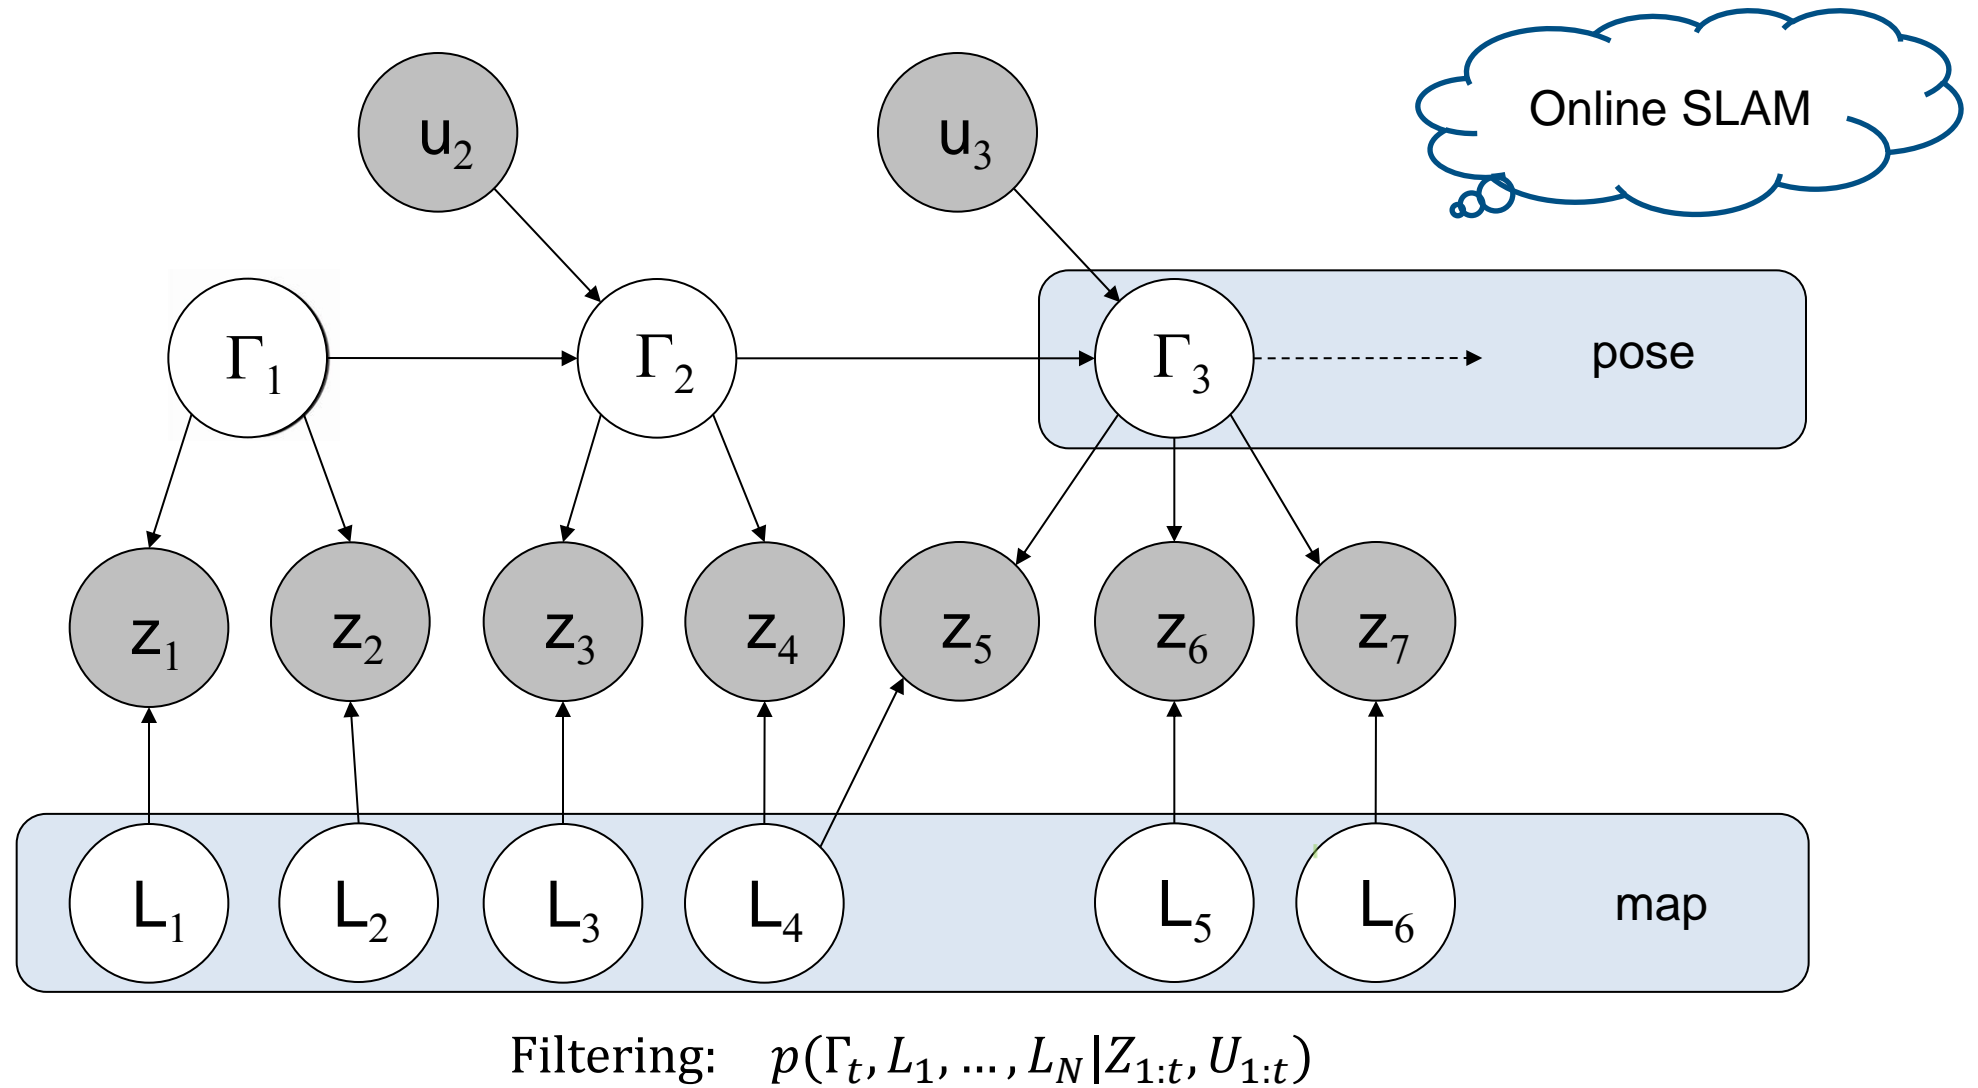 Online SLAM
u₂ u₃
Γ₁ Γ₂ Γ₃ pose
z₁ z₂ z₃ z₄ z₅ z₆ z₇
L₁ L₂ L₃ L₄ L₅ L₆ map
Filtering: p(Γₜ, L₁, … , L_N|Z₁:ₜ, U₁:ₜ)